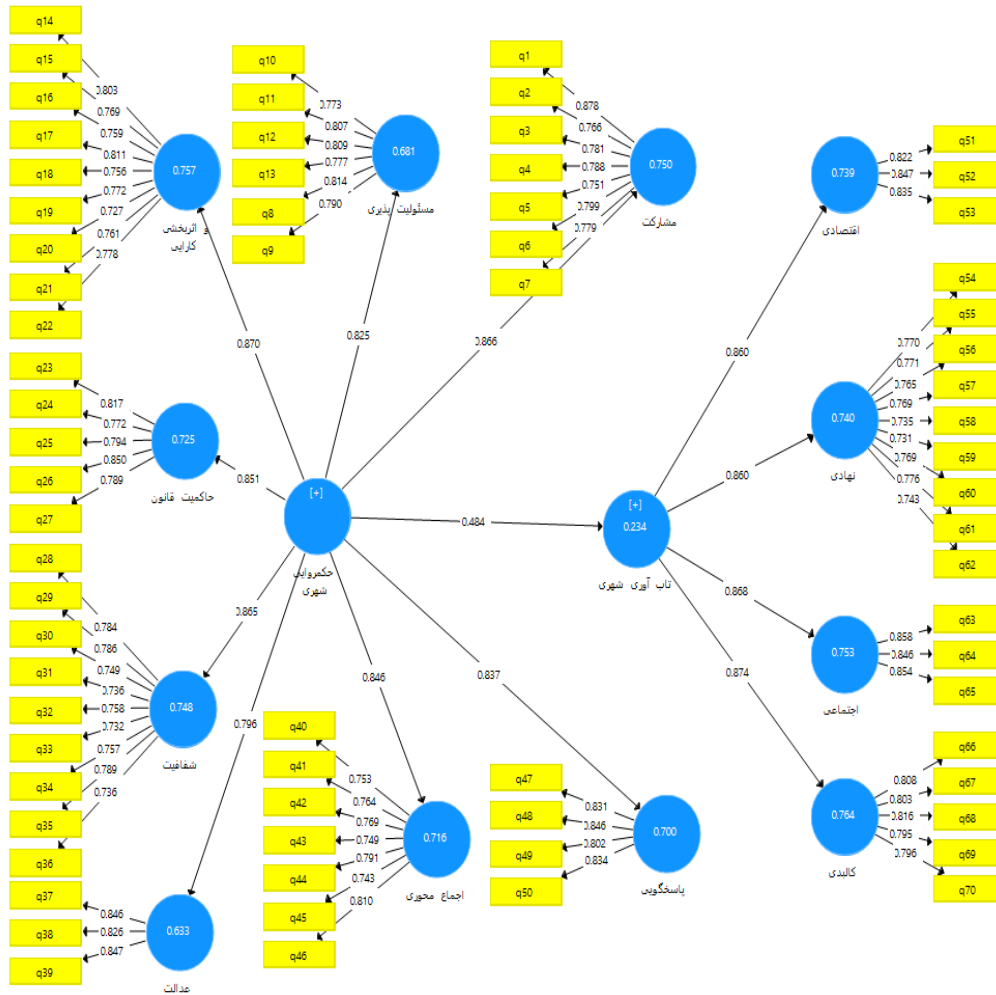 q14
q15
q16
q17
q18
q19
q20
q21
q22
0.803
0.769
0.759
0.811
0.756
0.772
0.727
0.761
0.778
0.757
و اثربخشی
کارایی
q10
q11
q12
q13
q8
q9
0.773
0.807
0.809
0.777
0.814
0.790
0.681
مسئولیت پذیری
q1
q2
q3
q4
q5
q6
q7
0.878
0.766
0.781
0.788
0.751
0.799
0.779
0.750
مشارکت
0.739
اقتصادی
0.822
0.847
0.835
q51
q52
q53
0.870
0.825
0.866
0.860
q23
q24
q25
q26
q27
0.817
0.772
0.794
0.850
0.789
0.725
حاکمیت قانون
0.851
[+]
حکمروایی
شهری
0.484
[+]
0.234
تاب آوری شهری
0.860
0.740
نهادی
0.770
0.771
0.765
0.769
0.735
0.731
0.769
0.776
0.743
q54
q55
q56
q57
q58
q59
q60
q61
q62
q28
q29
q30
q31
q32
q33
q34
q35
q36
0.784
0.786
0.749
0.736
0.758
0.732
0.757
0.789
0.736
0.748
شفافیت
0.865
0.796
0.846
0.837
0.868
0.874
0.753
اجتماعی
0.858
0.846
0.854
q63
q64
q65
q37
q38
q39
0.846
0.826
0.847
0.633
عدالت
q40
q41
q42
q43
q44
q45
q46
0.753
0.764
0.769
0.749
0.791
0.743
0.810
0.716
اجماع محوری
q47
q48
q49
q50
0.831
0.846
0.802
0.834
0.700
پاسخگویی
0.764
کالبدی
0.808
0.803
0.816
0.795
0.796
q66
q67
q68
q69
q70